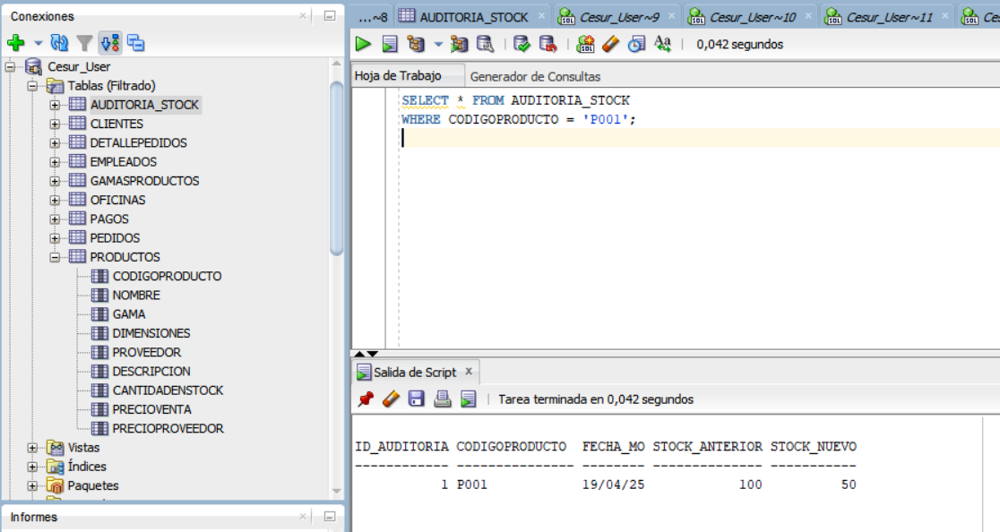 Conexiones
Cesur_User
Tablas (Filtrado)
AUDITORIA_STOCK
CLIENTES
DETALLEPEDIDOS
EMPLEADOS
GAMASPRODUCTOS
OFICINAS
PAGOS
PEDIDOS
PRODUCTOS
CODIGOPRODUCTO
NOMBRE
GAMA
DIMENSIONES
PROVEEDOR
DESCRIPCION
CANTIDADENSTOCK
PRECIOVENTA
PRECIOPROVEEDOR
Vistas
Índices
Paquetes
Informes
...~8 AUDITORIA_STOCK Cesur_User~9 Cesur_User~10 Cesur_User~11 Ce
0,042 segundos
Hoja de Trabajo Generador de Consultas
SELECT * FROM AUDITORIA_STOCK
WHERE CODIGOPRODUCTO = 'P001';
Salida de Script x
Tarea terminada en 0,042 segundos
ID_AUDITORIA CODIGOPRODUCTO FECHA_MO STOCK_ANTERIOR STOCK_NUEVO
------------ --------------- -------- -------------- -----------
1 P001 19/04/25 100 50